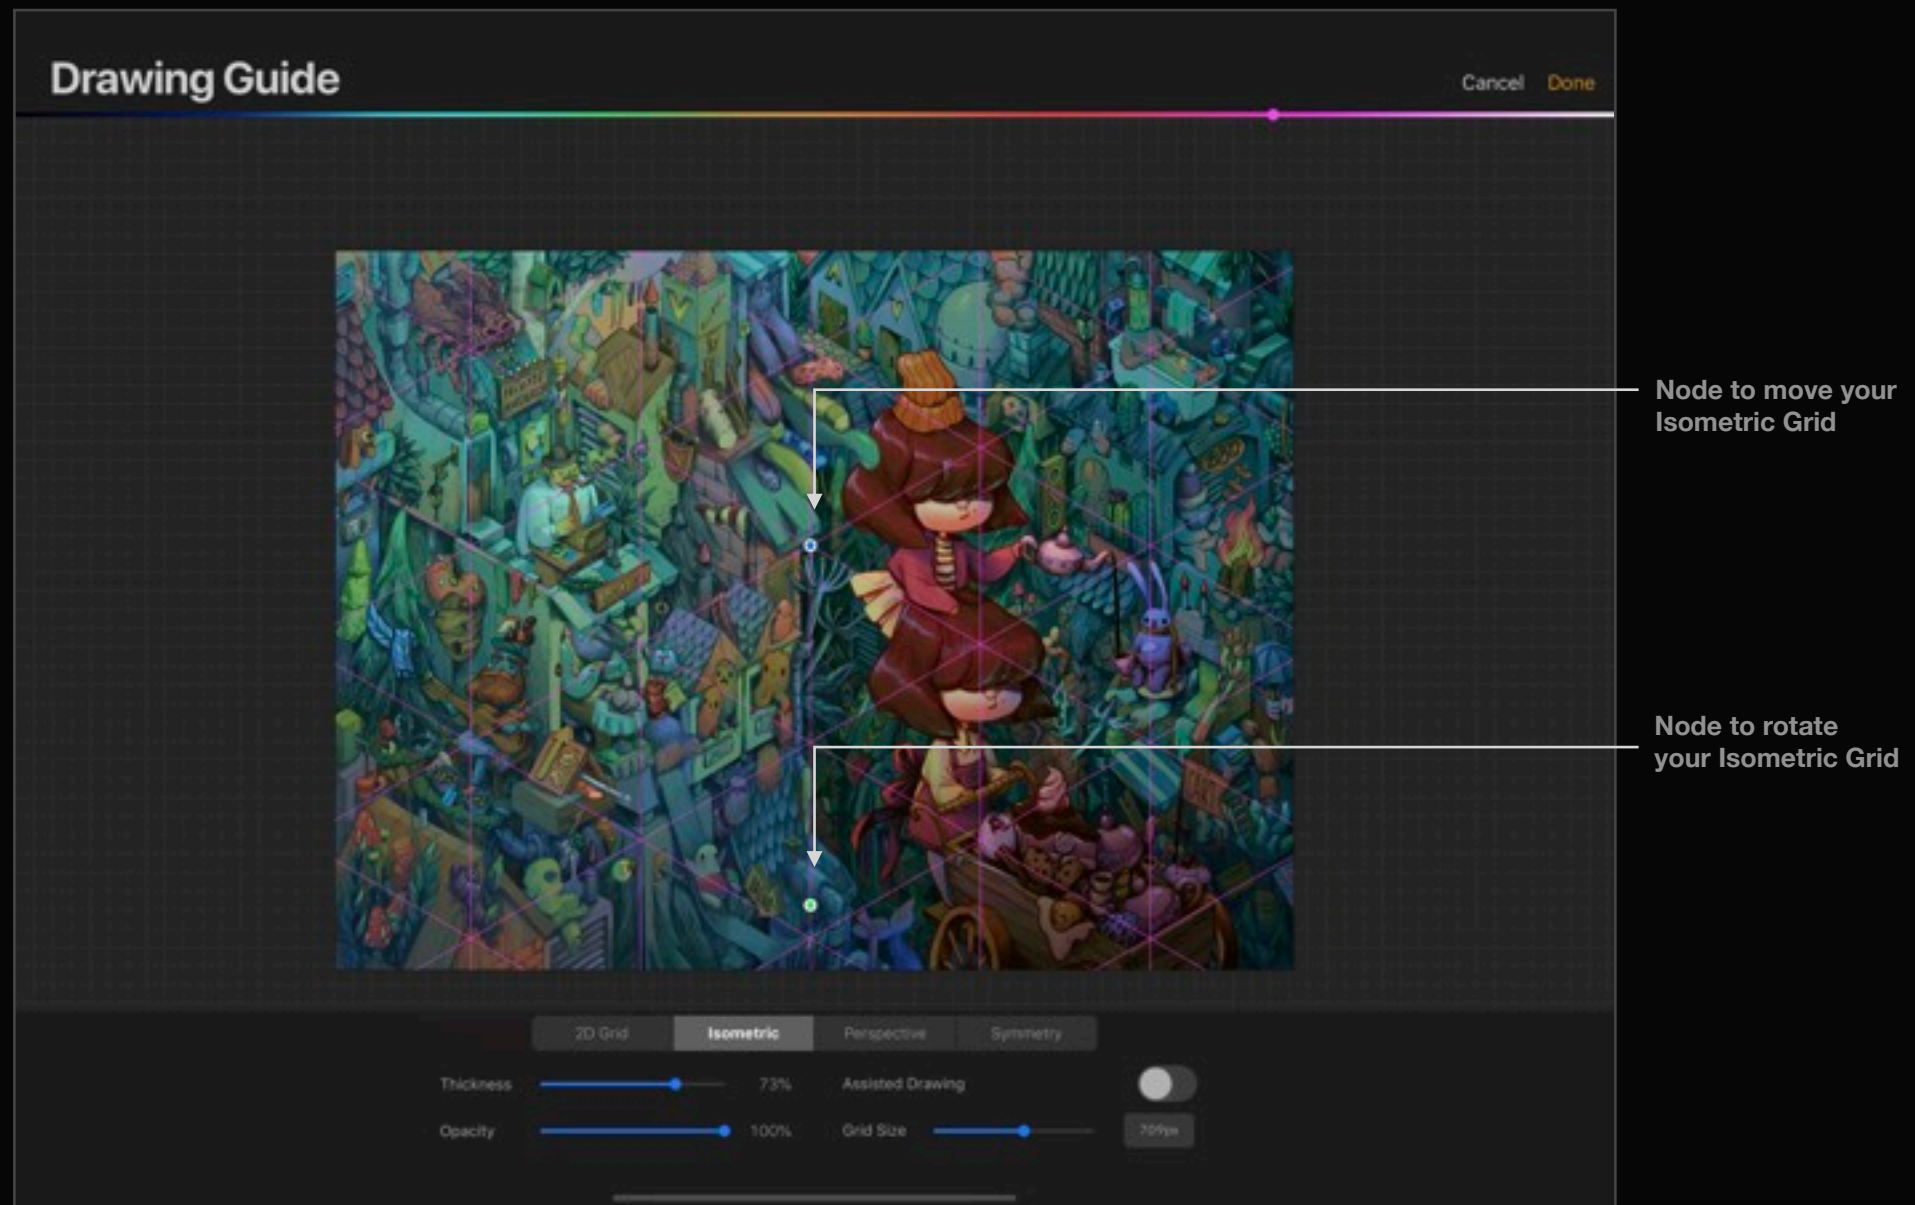 Drawing Guide
Cancel Done
Node to move your
Isometric Grid
Node to rotate
your Isometric Grid
2D Grid Isometric Perspective Symmetry
Thickness 73% Assisted Drawing
Opacity 100% Grid Size 709px